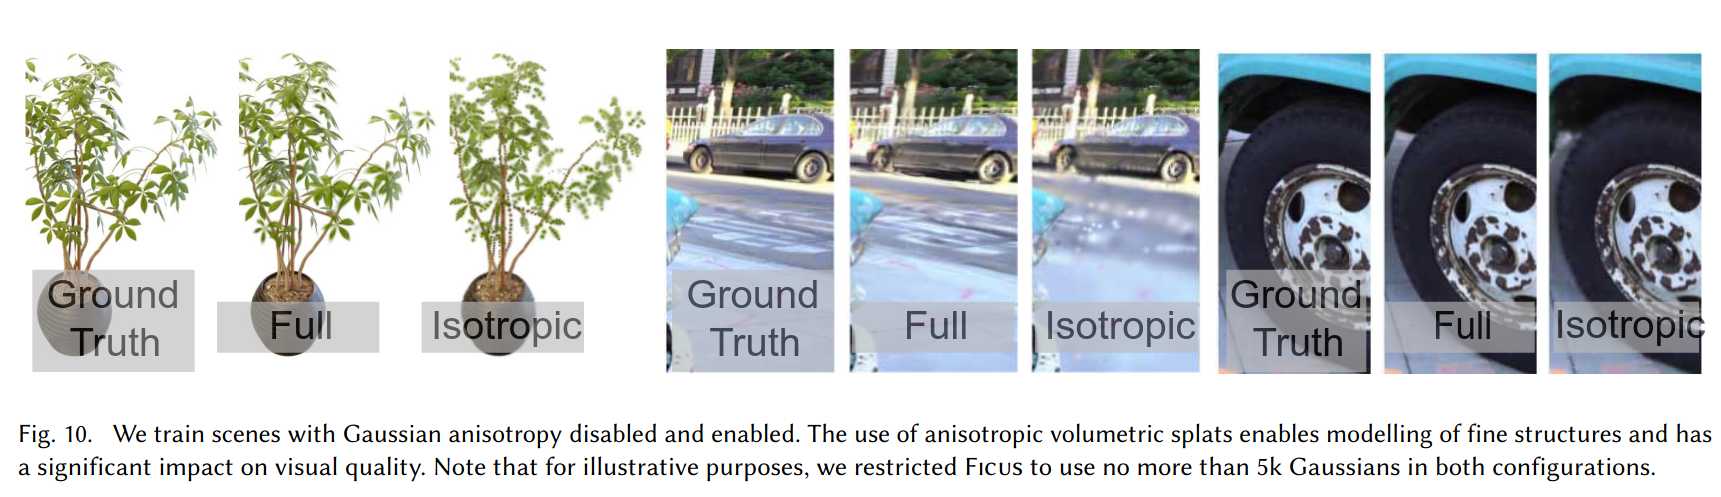 Ground
Truth
Full
Isotropic
Ground
Truth
Full
Isotropic
Ground
Truth
Full
Isotropic
Fig. 10. We train scenes with Gaussian anisotropy disabled and enabled. The use of anisotropic volumetric splats enables modelling of fine structures and has
a significant impact on visual quality. Note that for illustrative purposes, we restricted Ficus to use no more than 5k Gaussians in both configurations.